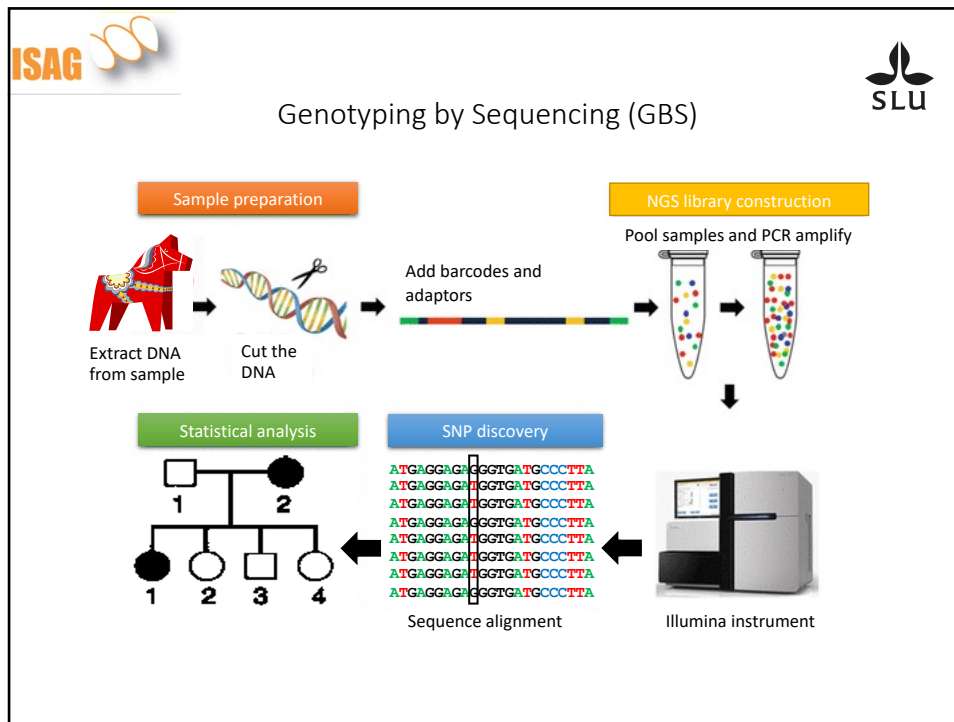 ISAG
SLU
Genotyping by Sequencing (GBS)
Sample preparation
NGS library construction
Pool samples and PCR amplify
Add barcodes and
adaptors
Extract DNA
from sample
Cut the
DNA
Statistical analysis
SNP discovery
1
2
1
2
3
4
ATGAGGAGAGGGTGATGCCCTTA
ATGAGGAGATGGTGATGCCCTTA
ATGAGGAGATGGTGATGCCCTTA
ATGAGGAGAGGGTGATGCCCTTA
ATGAGGAGATGGTGATGCCCTTA
ATGAGGAGATGGTGATGCCCTTA
ATGAGGAGATGGTGATGCCCTTA
ATGAGGAGAGGGTGATGCCCTTA
Sequence alignment
Illumina instrument